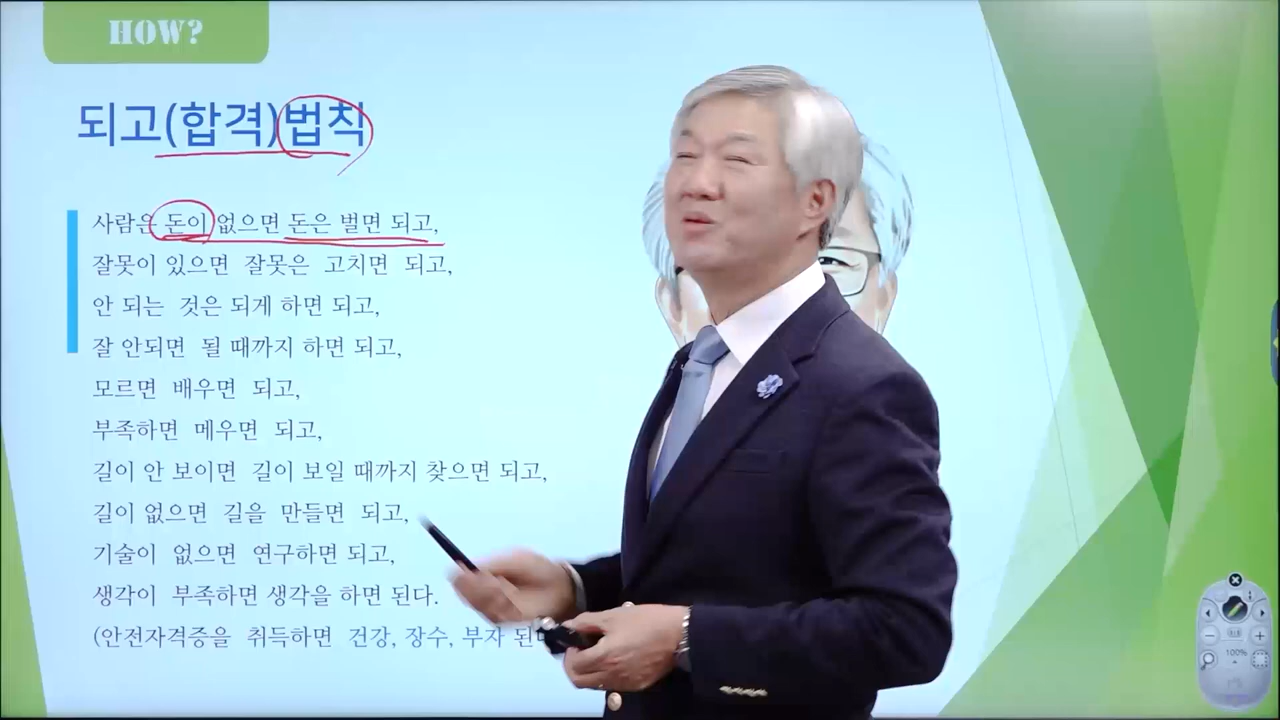 HOW?
되고(합격)법칙
사람은 돈이 없으면 돈은 벌면 되고,
잘못이 있으면 잘못은 고치면 되고,
안 되는 것은 되게 하면 되고,
잘 안되면 될 때까지 하면 되고,
모르면 배우면 되고,
부족하면 메우면 되고,
길이 안 보이면 길이 보일 때까지 찾으면 되고,
길이 없으면 길을 만들면 되고,
기술이 없으면 연구하면 되고,
생각이 부족하면 생각을 하면 된다.
(안전자격증을 취득하면 건강, 장수, 부자
100%